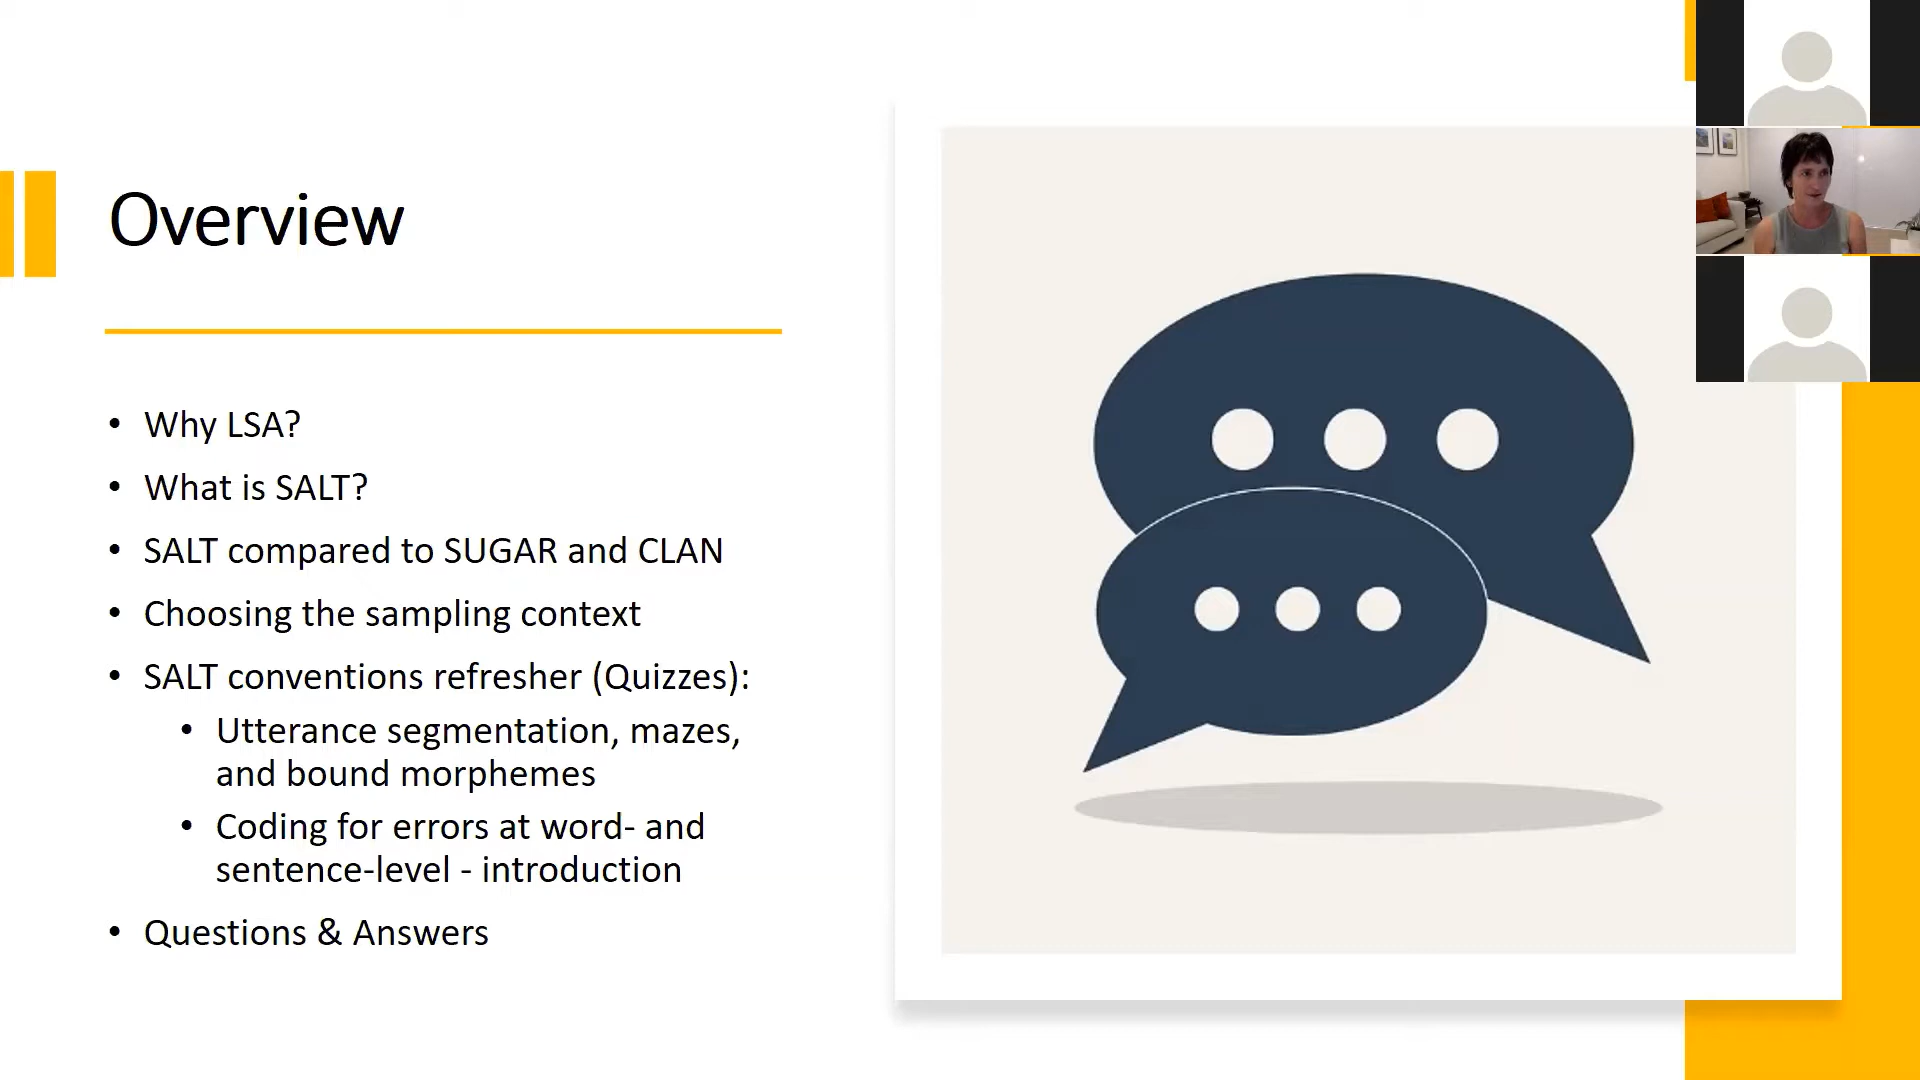 Overview
• Why LSA?
• What is SALT?
• SALT compared to SUGAR and CLAN
• Choosing the sampling context
• SALT conventions refresher (Quizzes):
• Utterance segmentation, mazes,
and bound morphemes
• Coding for errors at word- and
sentence-level - introduction
• Questions & Answers